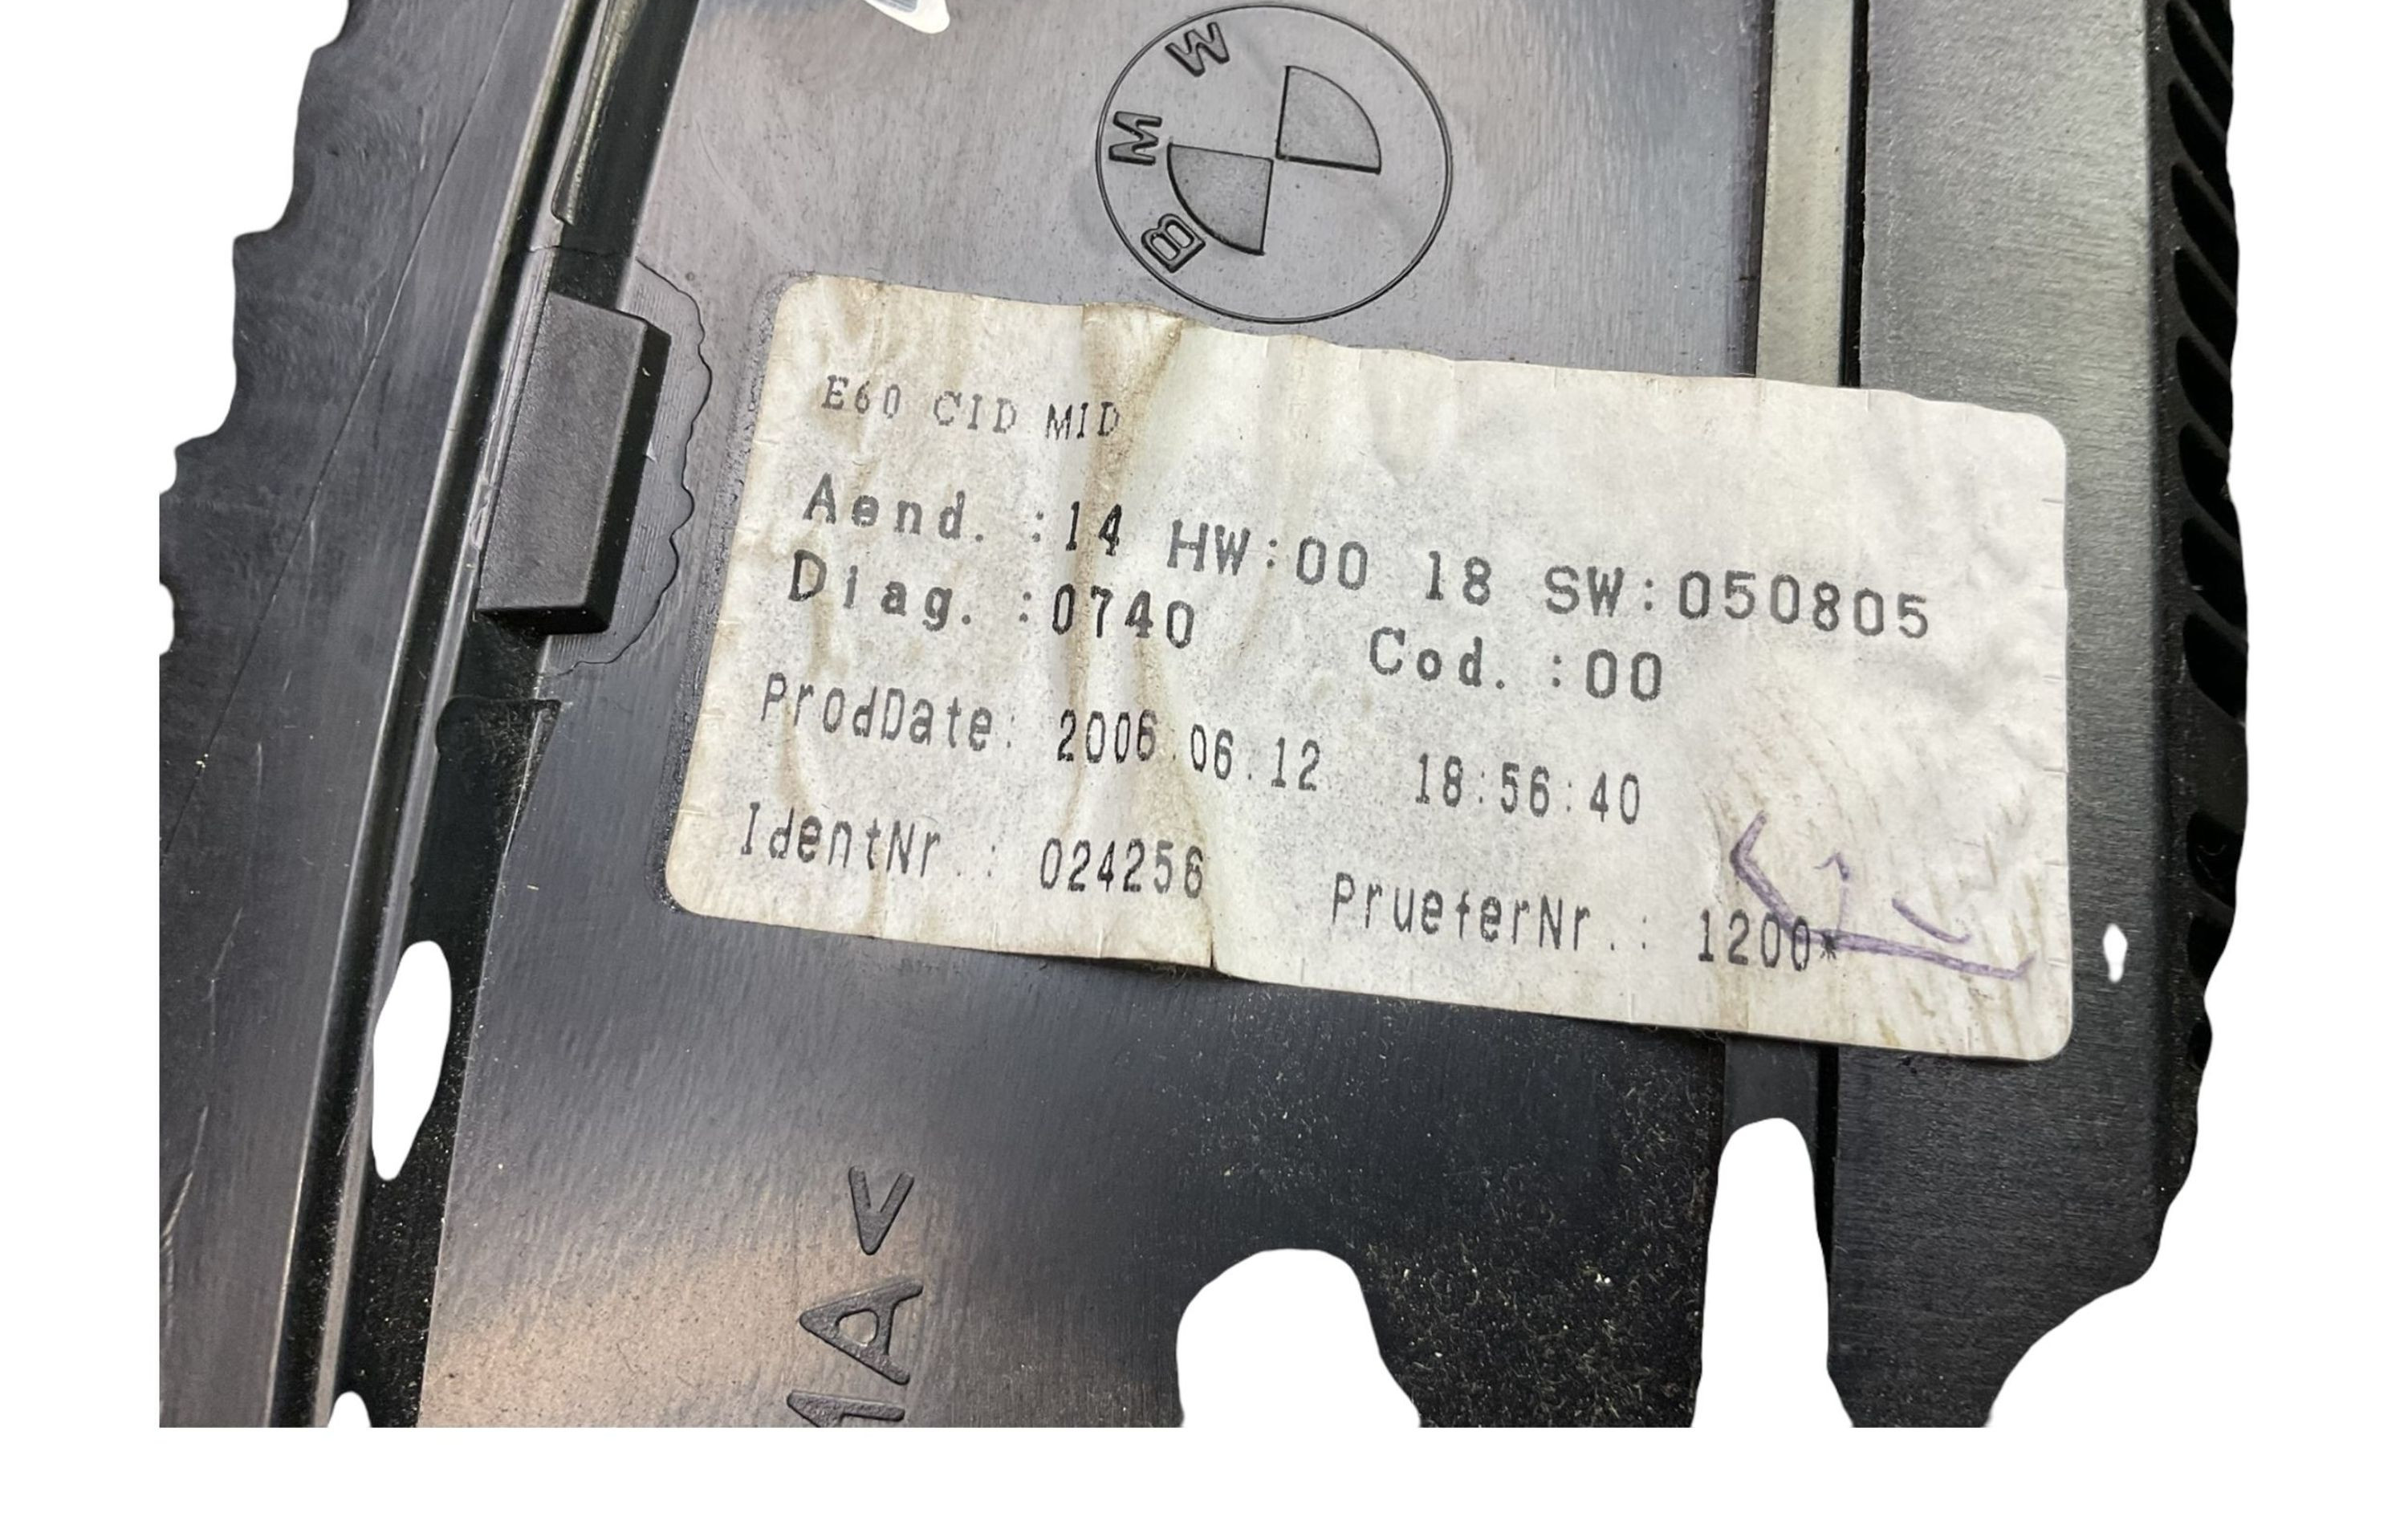 BMW
E60 CID MID
Aend. :14 HW:00 18 SW:050805
Diag. :0740 Cod. :00
ProdDate: 2006.06.12 18:56:40
IdentNr.: 024256
PrueferNr.: 1200*